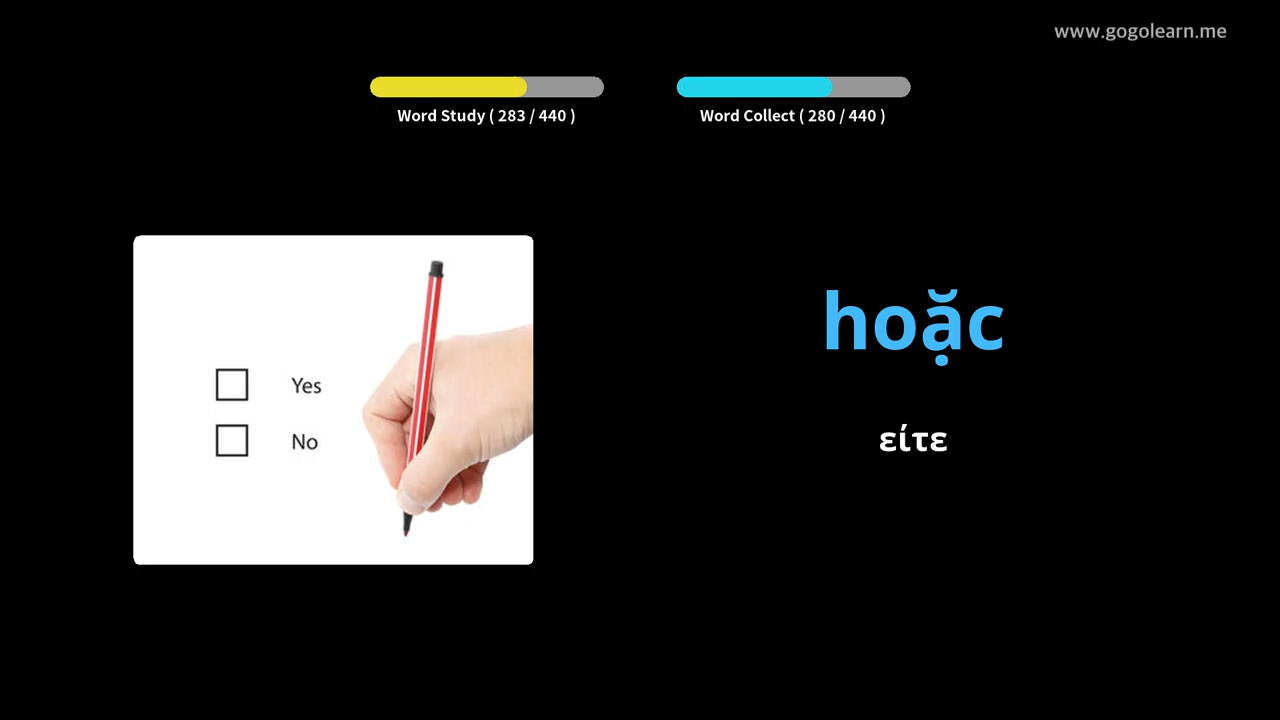 www.gogolearn.me
Word Study ( 283 / 440 )
Word Collect ( 280 / 440 )
Yes
No
hoặc
είτε